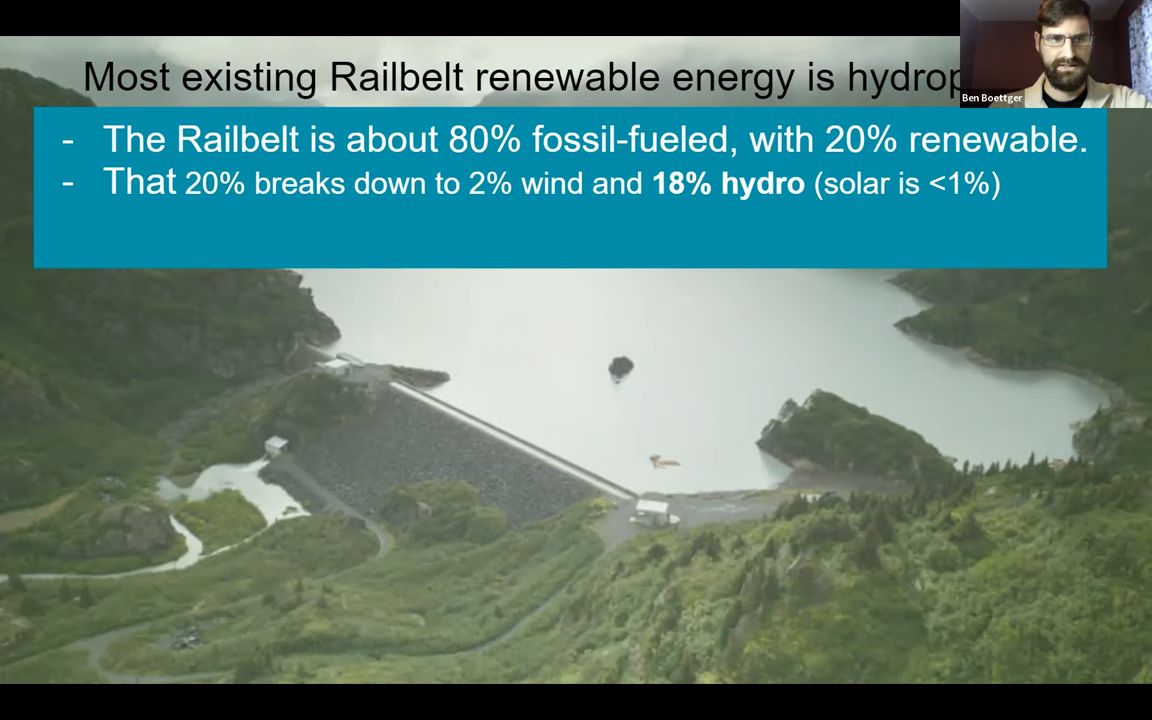 Most existing Railbelt renewable energy is hydrop
Ben Boettger
- The Railbelt is about 80% fossil-fueled, with 20% renewable.
- That 20% breaks down to 2% wind and 18% hydro (solar is <1%)